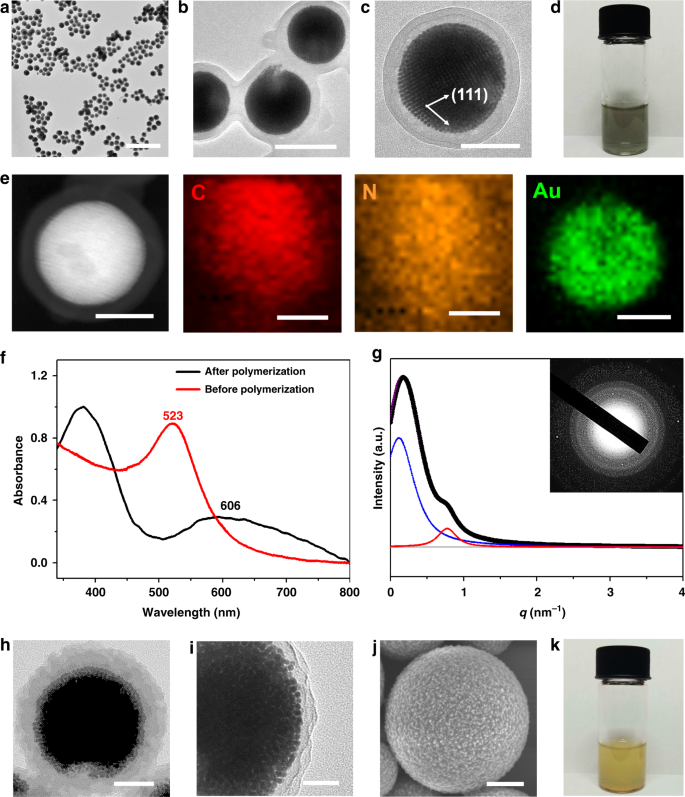 a
b
c
d
(111)
e
C
N
Au
f
g
1.2
0.8
0.4
0.0
After polymerization
Before polymerization
523
606
400
500
600
700
800
Absorbance
Wavelength (nm)
Intensity (a.u.)
0
1
2
3
4
q (nm⁻¹)
h
i
j
k